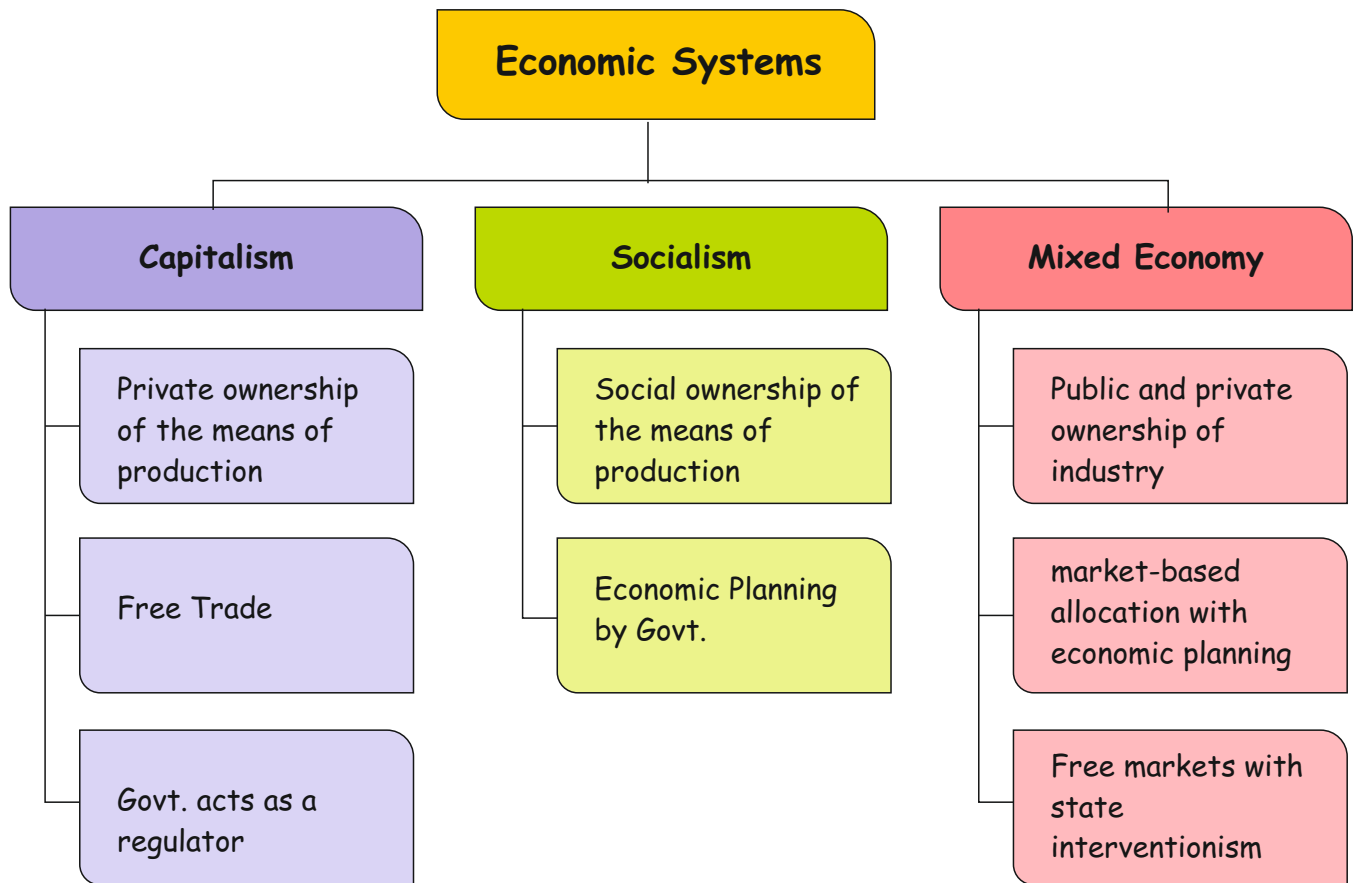 Economic Systems
Capitalism
Private ownership
of the means of
production
Free Trade
Govt. acts as a
regulator
Socialism
Social ownership of
the means of
production
Economic Planning
by Govt.
Mixed Economy
Public and private
ownership of
industry
market-based
allocation with
economic planning
Free markets with
state
interventionism